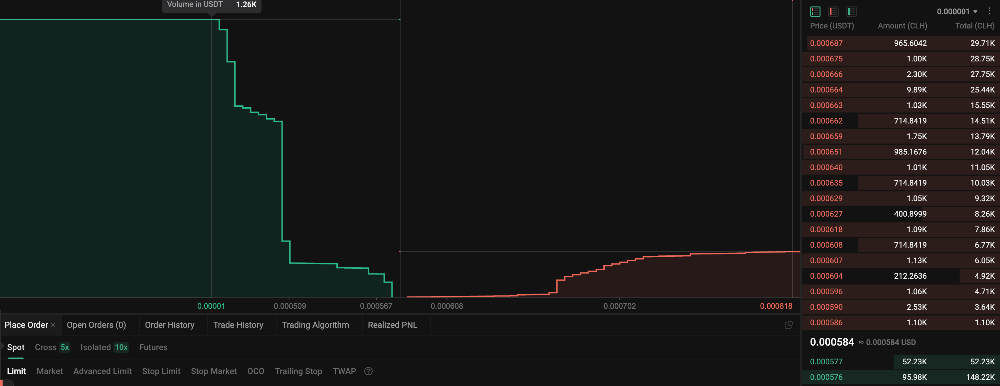 Volume in USDT 1.26K
0.00001 0.000509 0.000567 0.000608 0.000702 0.000818
Place Order Open Orders (0) Order History Trade History Trading Algorithm Realized PNL
Spot Cross 5x Isolated 10x Futures
Limit Market Advanced Limit Stop Limit Stop Market OCO Trailing Stop TWAP ?
0.000001
Price (USDT) Amount (CLH) Total (CLH)
0.000687 965.6042 29.71K
0.000675 1.00K 28.75K
0.000666 2.30K 27.75K
0.000664 9.89K 25.44K
0.000663 1.03K 15.55K
0.000662 714.8419 14.51K
0.000659 1.75K 13.79K
0.000651 985.1676 12.04K
0.000640 1.01K 11.05K
0.000635 714.8419 10.03K
0.000629 1.05K 9.32K
0.000627 400.8999 8.26K
0.000618 1.09K 7.86K
0.000608 714.8419 6.77K
0.000607 1.13K 6.05K
0.000604 212.2636 4.92K
0.000596 1.06K 4.71K
0.000590 2.53K 3.64K
0.000586 1.10K 1.10K
0.000584 ≈ 0.000584 USD
0.000577 52.23K 52.23K
0.000576 95.98K 148.22K